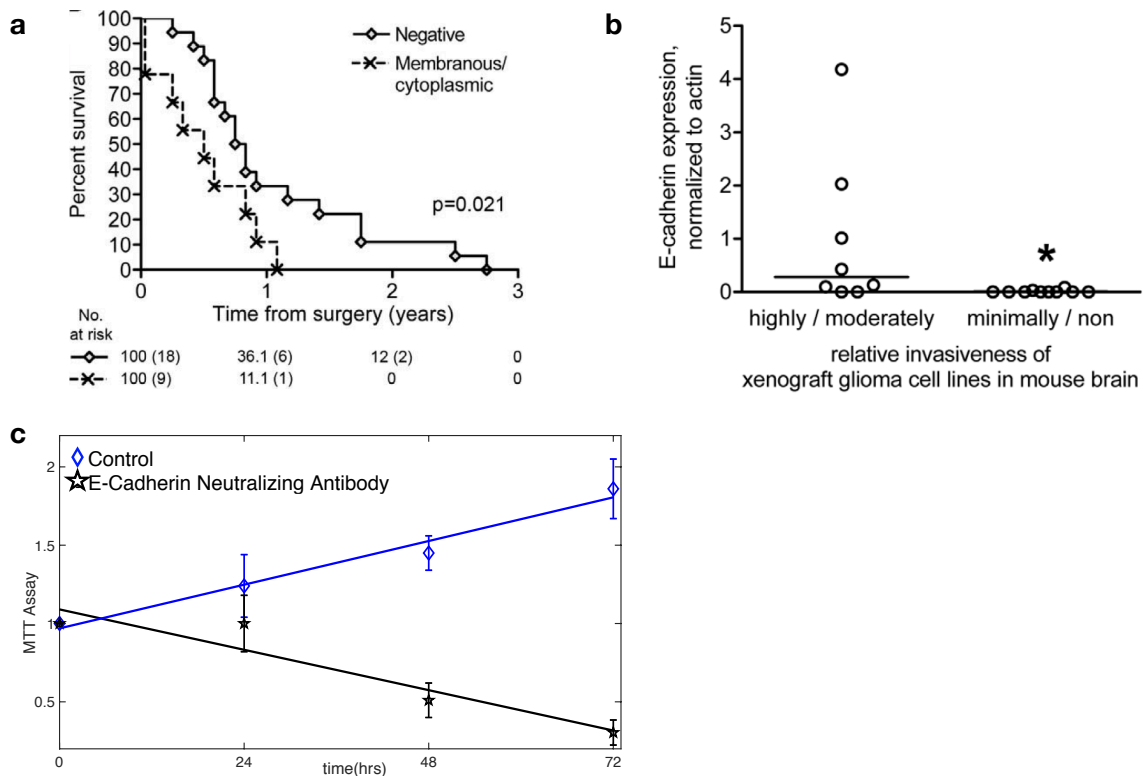 a
100
90
80
70
60
50
40
30
20
10
0
Percent survival
Negative
Membranous/
cytoplasmic
p=0.021
0 1 2 3
Time from surgery (years)
No.
at risk
100 (18) 36.1 (6) 12 (2) 0
100 (9) 11.1 (1) 0 0
b
E-cadherin expression,
normalized to actin
5
4
3
2
1
0
*
highly / moderately minimally / non
relative invasiveness of
xenograft glioma cell lines in mouse brain
c
Control
E-Cadherin Neutralizing Antibody
MTT Assay
2
1.5
1
0.5
0 24 48 72
time(hrs)